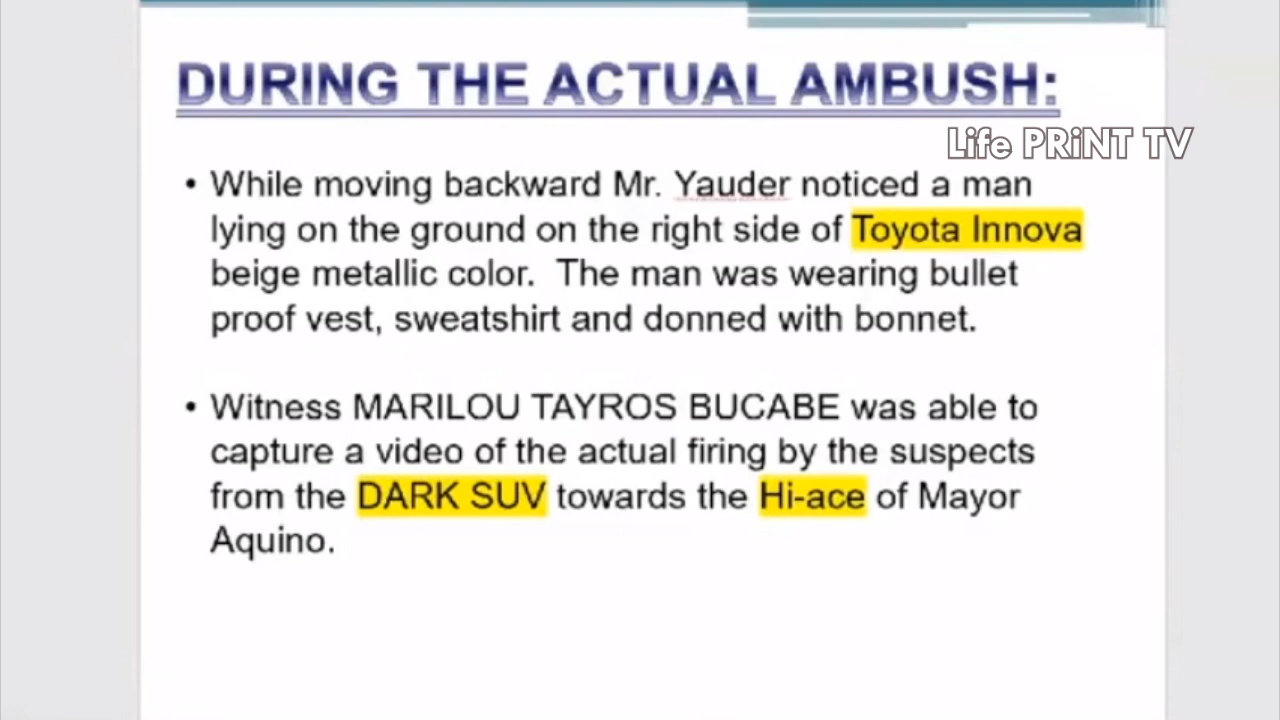 DURING THE ACTUAL AMBUSH:
Life PRiNT TV
• While moving backward Mr. Yauder noticed a man
lying on the ground on the right side of Toyota Innova
beige metallic color.  The man was wearing bullet
proof vest, sweatshirt and donned with bonnet.
• Witness MARILOU TAYROS BUCABE was able to
capture a video of the actual firing by the suspects
from the DARK SUV towards the Hi-ace of Mayor
Aquino.